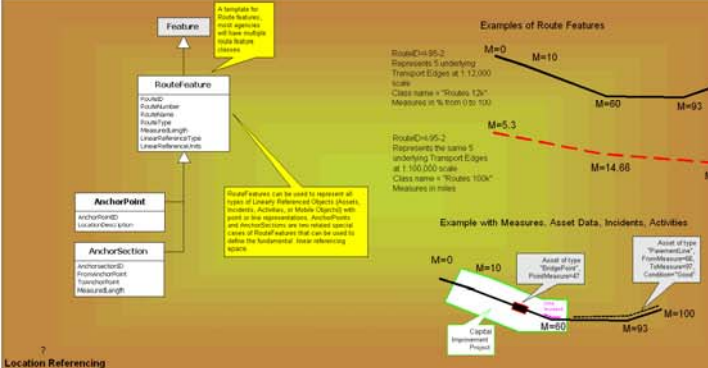 Feature
A template for
Route features,
most agencies
will have multiple
route feature
classes.
RouteFeature
RouteID
RouteNumber
RouteName
RouteType
MeasuredLength
LinearReferenceType
LinearReferenceUnits
RouteFeatures can be used to represent all
types of Linearly Referenced Objects (Assets,
Incidents, Activities, or Mobile Objects) with
point or line representations. AnchorPoints
and AnchorSections are two related special
cases of RouteFeatures that can be used to
define the fundamental linear referencing
space.
AnchorPoint
AnchorPointID
LocationDescription
AnchorSection
AnchorsectionID
FromAnchorPoint
ToAnchorPoint
MeasuredLength
?
Location Referencing
Examples of Route Features
RouteID=I-95-2
Represents 5 underlying
Transport Edges at 1:12,000
scale
Class name = "Routes 12k"
Measures in % from 0 to 100
M=0
M=10
M=60
M=93
RouteID=I-95-2
Represents the same 5
underlying Transport Edges
at 1:100,000 scale
Class name = "Routes 100k"
Measures in miles
M=5.3
M=14.66
Example with Measures, Asset Data, Incidents, Activities
M=0
M=10
Asset of type
"BridgePoint",
PointMeasure=47
Asset of type
"PavementLine",
FromMeasure=68,
ToMeasure=97,
Condition="Good"
M=60
M=93
M=100
Capital
Improvement
Project